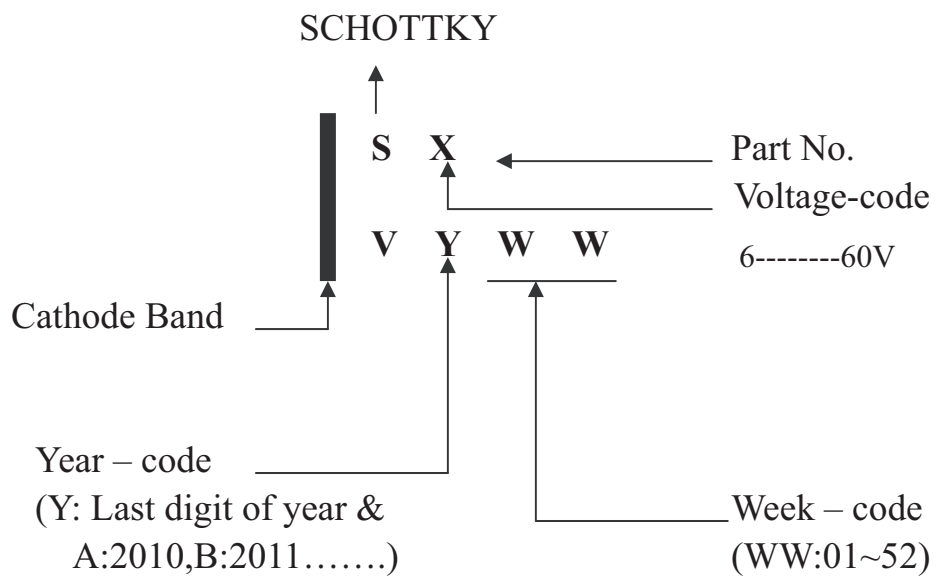 SCHOTTKY
S X
Part No.
Voltage-code
V Y W W
6--------60V
Cathode Band
Year – code
(Y: Last digit of year &
A:2010,B:2011…….)
Week – code
(WW:01~52)